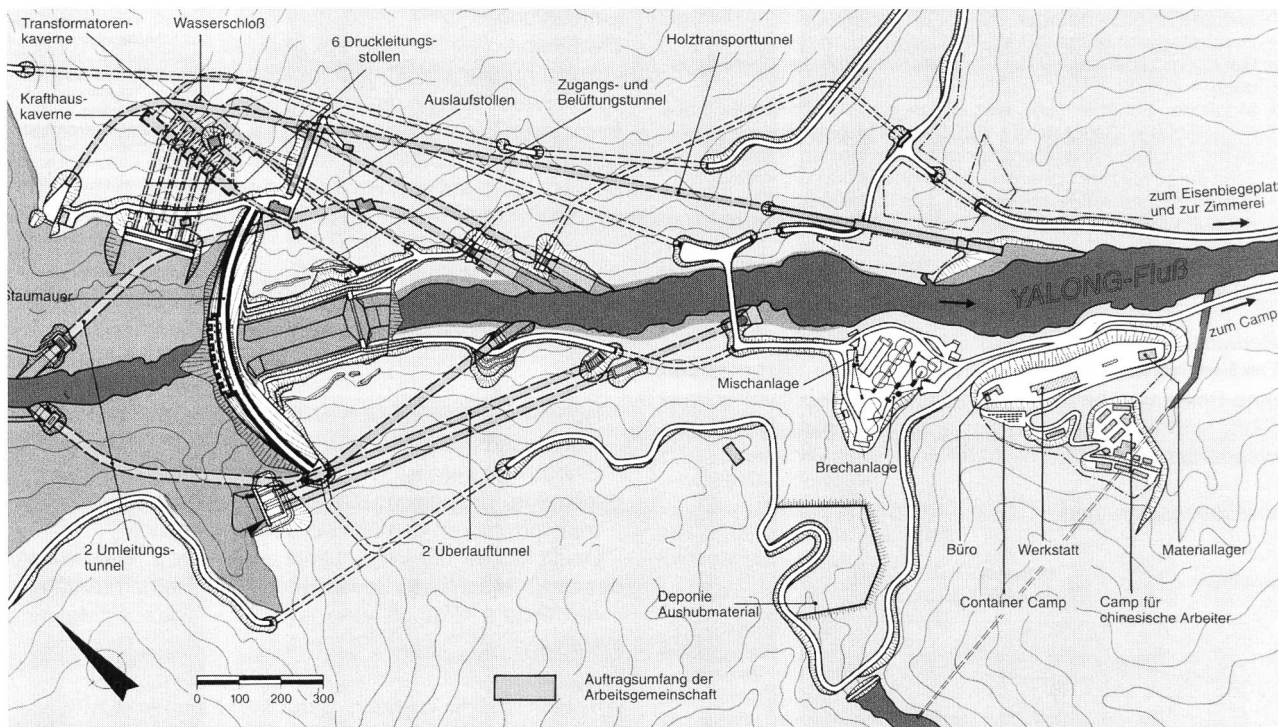 Transformatoren-
kaverne
Wasserschloß
6 Druckleitungs-
stollen
Holztransporttunnel
Krafthaus-
kaverne
Auslaufstollen
Zugangs- und
Belüftungstunnel
zum Eisenbiegeplatz
und zur Zimmerei
Staumauer
YALONG-Fluß
zum Camp
Mischanlage
Brechanlage
2 Umleitungs-
tunnel
2 Überlauftunnel
Büro
Werkstatt
Materiallager
Deponie
Aushubmaterial
Container Camp
Camp für
chinesische Arbeiter
0 100 200 300
Auftragsumfang der
Arbeitsgemeinschaft